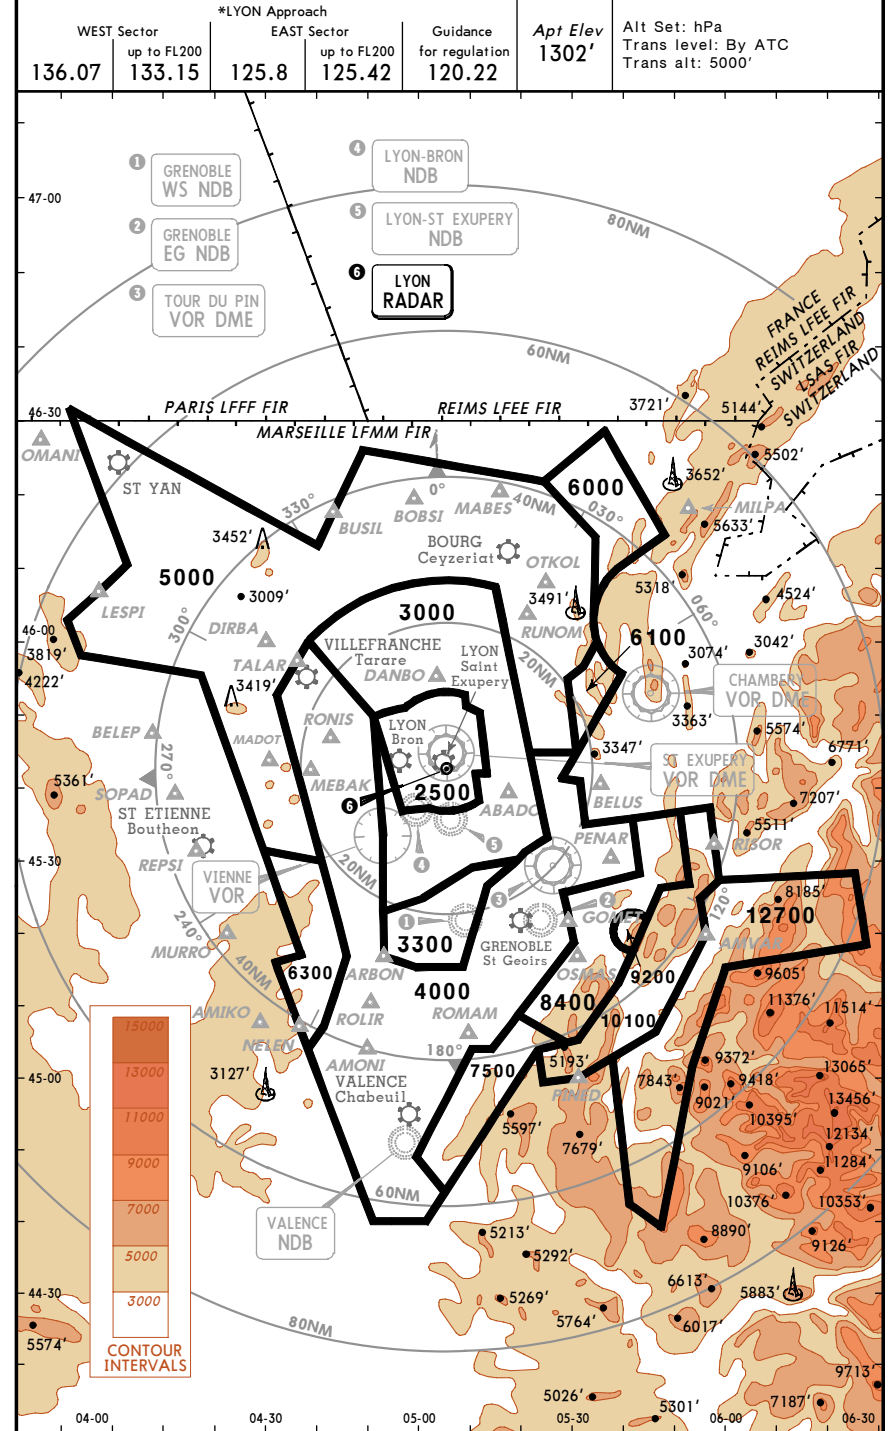 *LYON Approach
WEST Sector
EAST Sector
Guidance
up to FL200
up to FL200
for regulation
136.07
133.15
125.8
125.42
120.22
Apt Elev
1302'
Alt Set: hPa
Trans level: By ATC
Trans alt: 5000'
1
GRENOBLE
WS NDB
4
LYON-BRON
NDB
47-00
2
GRENOBLE
EG NDB
5
LYON-ST EXUPERY
NDB
80NM
3
TOUR DU PIN
VOR DME
6
LYON
RADAR
FRANCE
REIMS LFEE FIR
SWITZERLAND
LSAS FIR
SWITZERLAND
60NM
46-30
PARIS LFFF FIR
REIMS LFEE FIR
3721'
5144'
MARSEILLE LFMM FIR
OMANI
5502'
ST YAN
3652'
6000
0°
330°
BUSIL
BOBSI
MABES
40NM
030°
MILPA
5633'
3452'
BOURG
Ceyzeriat
OTKOL
5000
5318'
3009'
3491'
4524'
LESPI
3000
060°
300°
DIRBA
RUNOM
46-00
6100
3819'
VILLEFRANCHE
Tarare
LYON
Saint
Exupery
20NM
3042'
TALAR
DANBO
3074'
4222'
3419'
CHAMBERY
VOR DME
RONIS
LYON
Bron
3363'
BELEP
MADOT
5574'
270°
3347'
ST EXUPERY
VOR DME
6771'
5361'
SOPAD
MEBAK
2500
ABADO
BELUS
7207'
6
ST ETIENNE
Boutheon
5511'
PENAR
RISOR
REPSI
45-30
4
5
VIENNE
VOR
20NM
3
2
120°
8185'
240°
1
GOMET
12700
MURRO
3300
GRENOBLE
St Geoirs
AMVAR
40NM
6300
ARBON
OSMAS
9200
9605'
4000
8400
AMIKO
ROLIR
ROMAM
10100
11376'
11514'
15000
NELEN
180°
AMONI
5193'
9372'
45-00
3127'
VALENCE
Chabeuil
7500
PINED
7843'
9418'
13065'
13000
9021'
13456'
5597'
10395'
11000
7679'
12134'
9106'
11284'
9000
60NM
10376'
10353'
7000
VALENCE
NDB
5213'
8890'
9126'
5000
5292'
44-30
3000
5269'
6613'
5883'
80NM
5764'
6017'
5574'
CONTOUR
INTERVALS
9713'
5026'
7187'
5301'
04-00
04-30
05-00
05-30
06-00
06-30